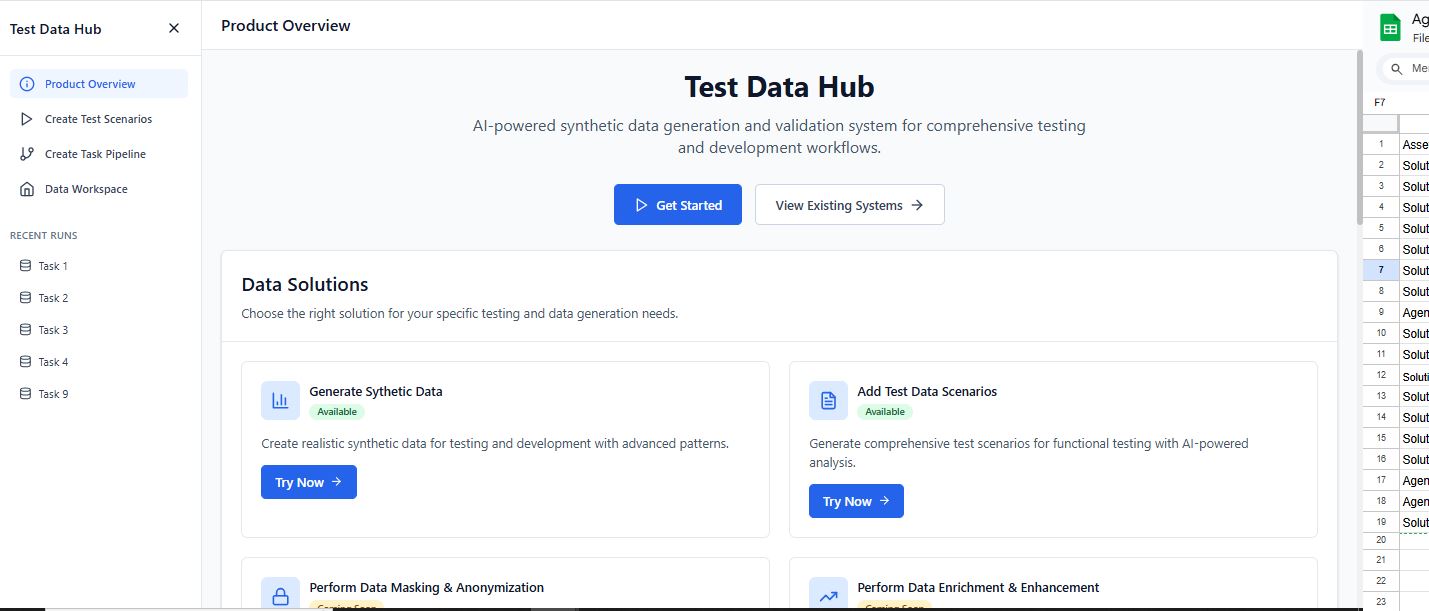 Test Data Hub
Product Overview
Create Test Scenarios
Create Task Pipeline
Data Workspace
RECENT RUNS
Task 1
Task 2
Task 3
Task 4
Task 9
Product Overview
Test Data Hub
AI-powered synthetic data generation and validation system for comprehensive testing
and development workflows.
Get Started
View Existing Systems
Data Solutions
Choose the right solution for your specific testing and data generation needs.
Generate Sythetic Data
Available
Create realistic synthetic data for testing and development with advanced patterns.
Try Now
Add Test Data Scenarios
Available
Generate comprehensive test scenarios for functional testing with AI-powered
analysis.
Try Now
Perform Data Masking & Anonymization
Coming Soon
Perform Data Enrichment & Enhancement
Coming Soon
Ag
File
Me
F7
1 Asse
2 Solut
3 Solut
4 Solut
5 Solut
6 Solut
7 Solut
8 Solut
9 Agen
10 Solut
11 Solut
12 Soluti
13 Solut
14 Solut
15 Solut
16 Solut
17 Agen
18 Agen
19 Solut
20
21
22
23